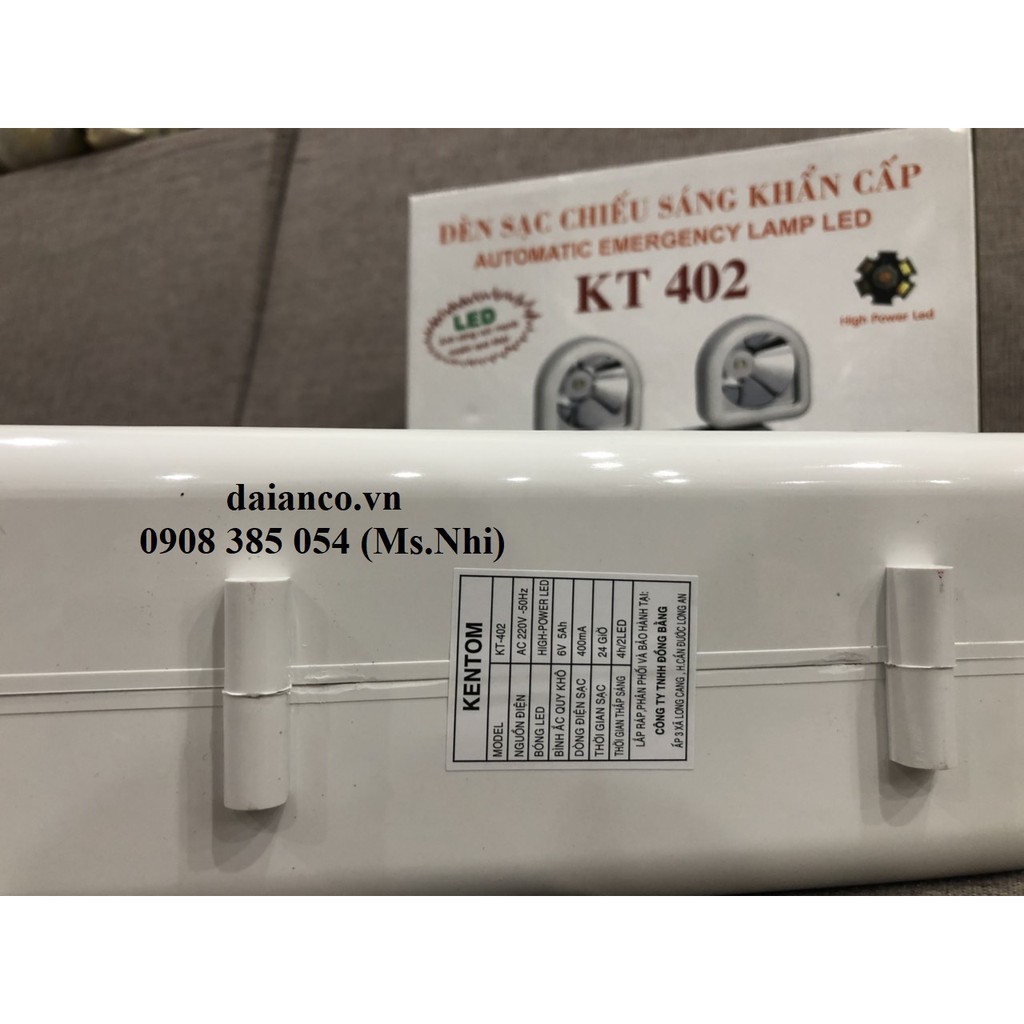 ĐÈN SẠC CHIẾU SÁNG KHẨN CẤP
AUTOMATIC EMERGENCY LAMP LED
KT 402
LED
High Power Led
daianco.vn
0908 385 054 (Ms.Nhi)
KENTOM
MODEL KT-402
NGUỒN ĐIỆN AC 220V -50Hz
BÓNG LED HIGH-POWER LED
BÌNH ẮC QUY KHÔ 6V 5Ah
DÒNG ĐIỆN SẠC 400mA
THỜI GIAN SẠC 24 GIỜ
THỜI GIAN THẮP SÁNG 4h/2LED
LẮP RÁP,PHÂN PHỐI VÀ BẢO HÀNH TẠI:
CÔNG TY TNHH ĐỒNG BẰNG
ẤP 3 XÃ LONG CANG , H.CẦN ĐƯỚC LONG AN